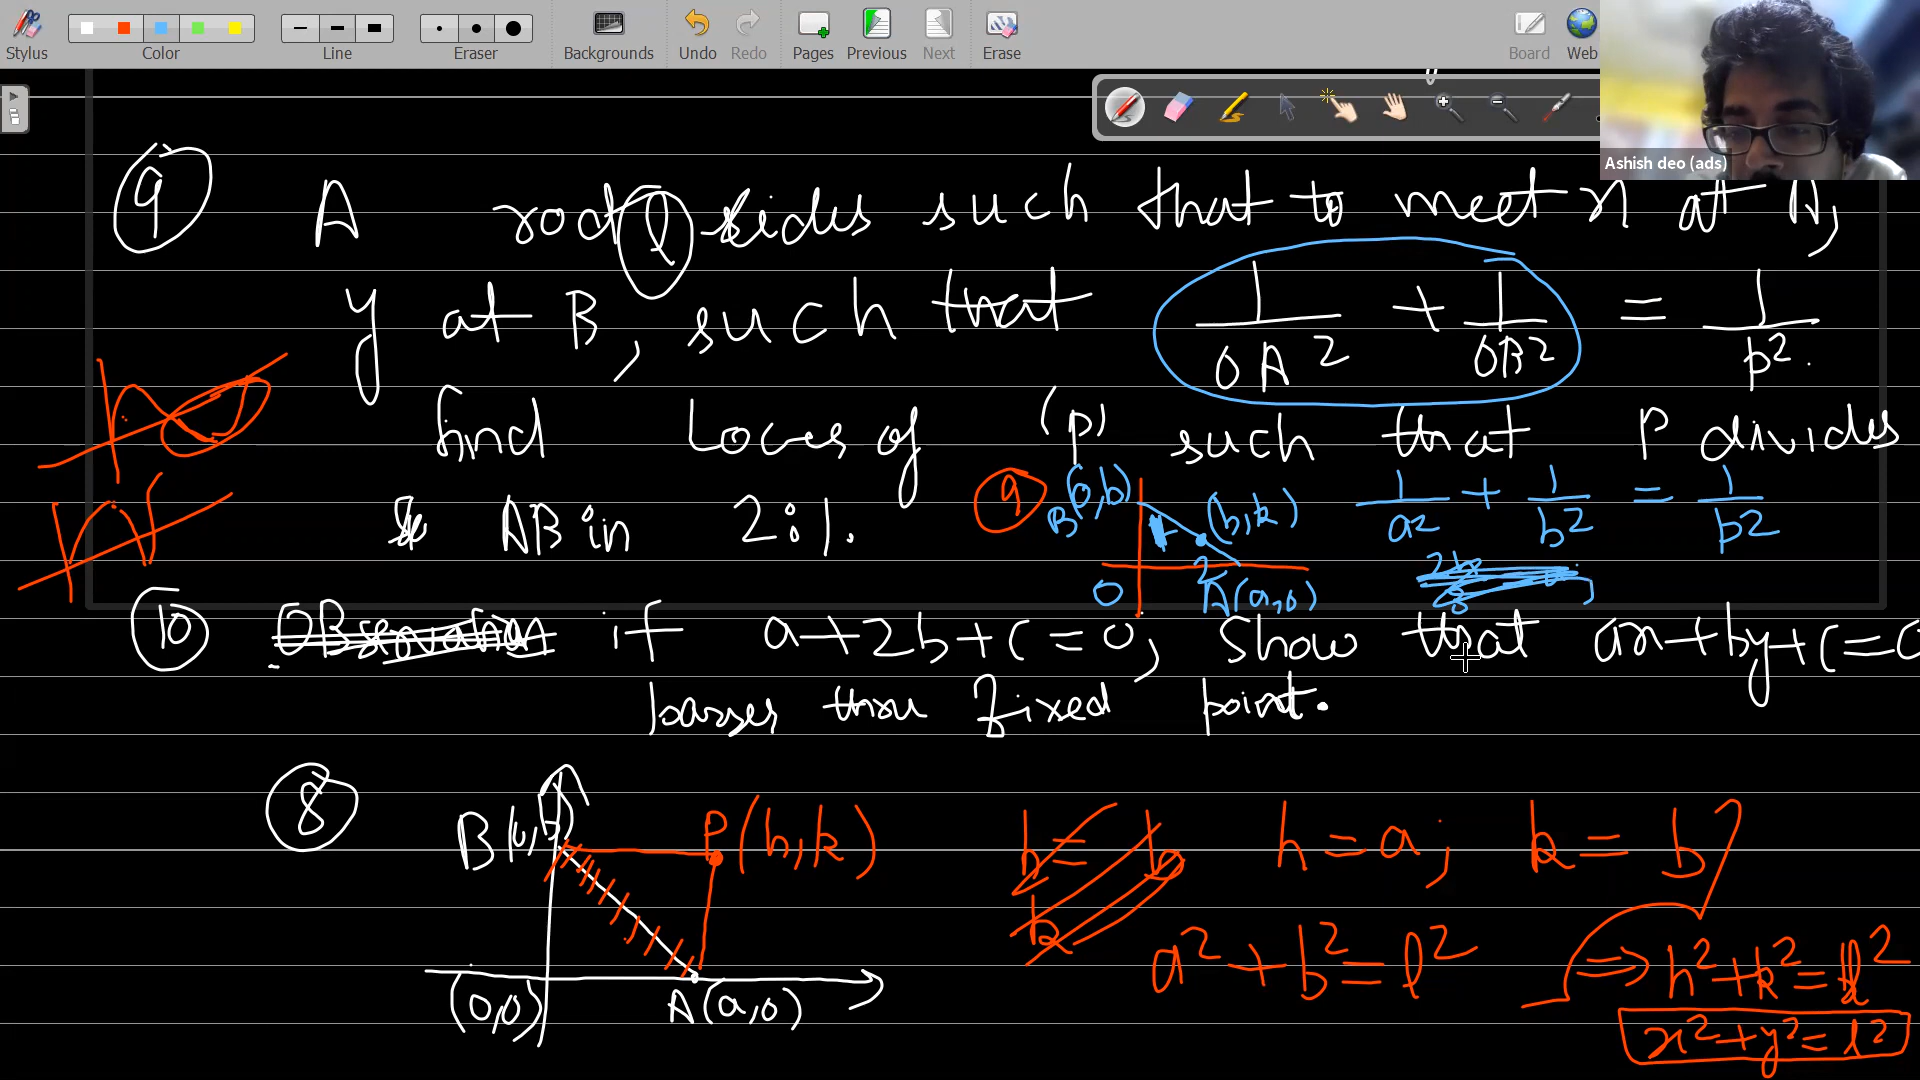 Stylus Color Line Eraser Backgrounds Undo Redo Pages Previous Next Erase Board Web
Ashish deo (ads)
9 A rod l slides such that to meet x at A,
y at B, such that 1/OA² + 1/OB² = 1/p².
find Locus of (P) such that P divides
AB in 2:1.
9 B(0,b) (h,k) 1/a² + 1/b² = 1/p²
O A(a,0)
10 if a+2b+c=0, show that ax+by+c=0
passes thru fixed point.
8 B(0,b) P(h,k) h=a; k=b
a²+b²=l² ⇒ h²+k²=l²
(0,0) A(a,0) x²+y²=l²